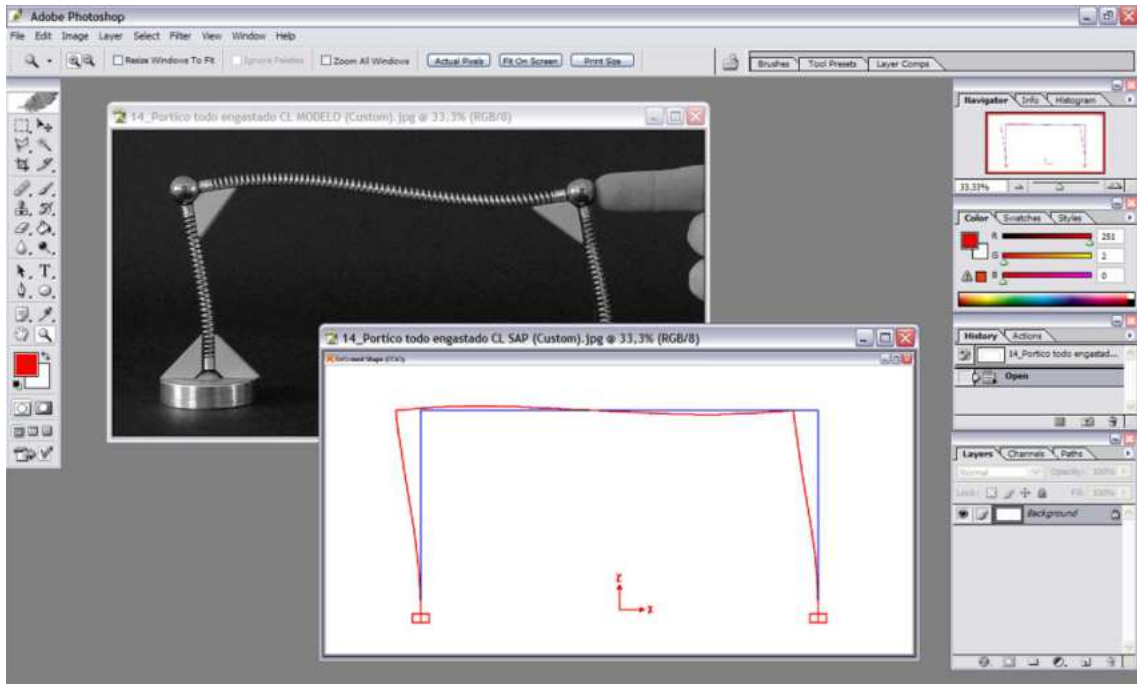 Adobe Photoshop
File Edit Image Layer Select Filter View Window Help
Resize Windows To Fit Ignore Palettes Zoom All Windows Actual Pixels Fit On Screen Print Size
Brushes Tool Presets Layer Comps
14_Portico todo engastado CL MODELO (Custom).jpg @ 33,3% (RGB/8)
Navigator Info Histogram
33,33%
Color Swatches Styles
R 251
G 2
B 0
14_Portico todo engastado CL SAP (Custom).jpg @ 33,3% (RGB/8)
Deformed Shape
History Actions
14_Portico todo engastad...
Open
Layers Channels Paths
Normal Opacity: 100%
Lock: Fill: 100%
Background
Z
X